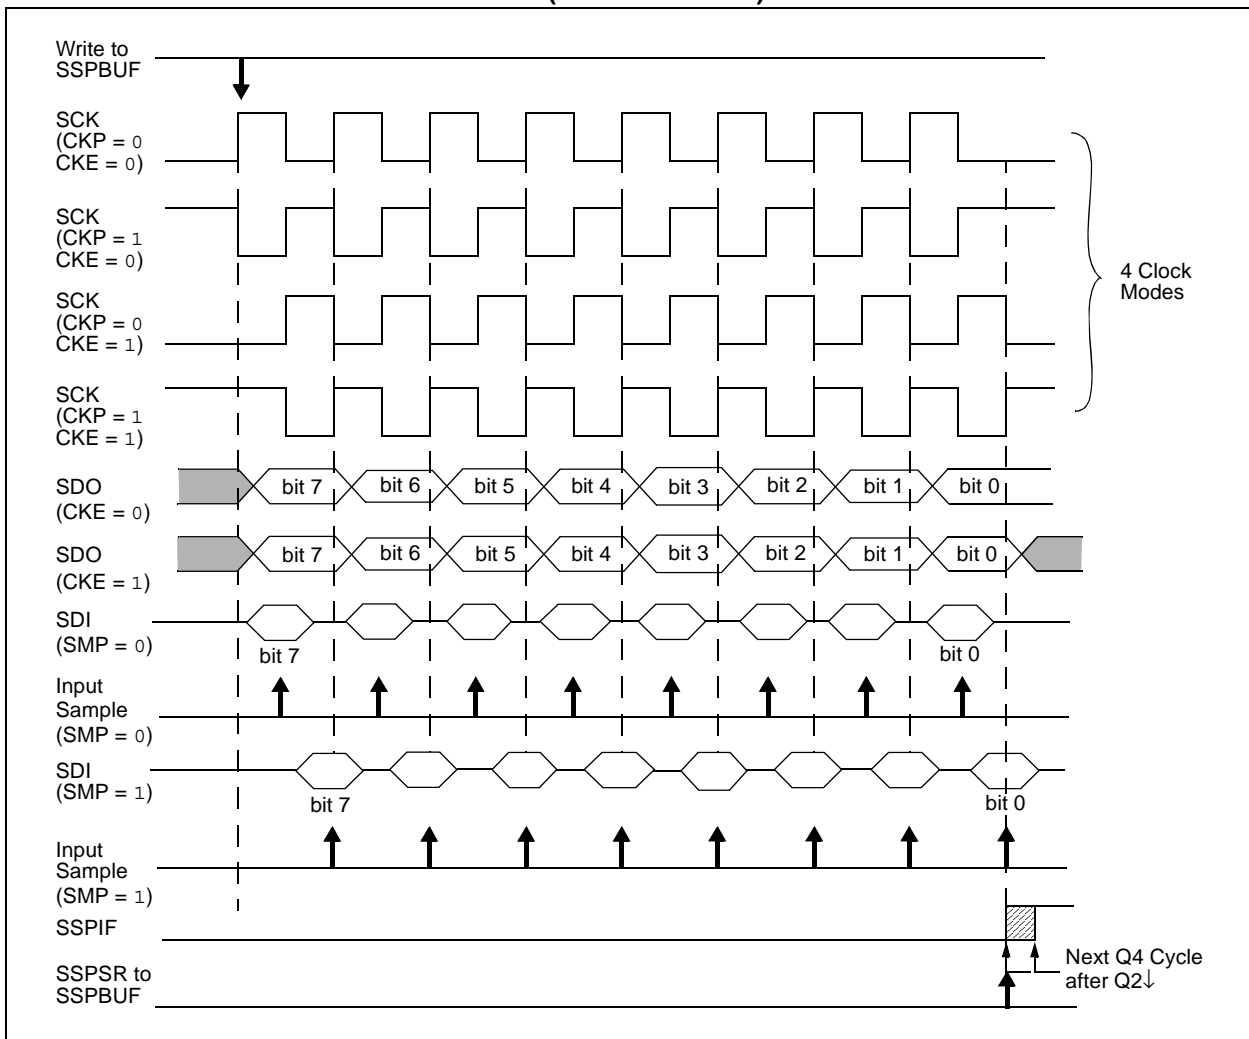 Write to
SSPBUF
SCK
(CKP = 0
CKE = 0)
SCK
(CKP = 1
CKE = 0)
SCK
(CKP = 0
CKE = 1)
SCK
(CKP = 1
CKE = 1)
4 Clock
Modes
SDO
(CKE = 0)
bit 7 bit 6 bit 5 bit 4 bit 3 bit 2 bit 1 bit 0
SDO
(CKE = 1)
bit 7 bit 6 bit 5 bit 4 bit 3 bit 2 bit 1 bit 0
SDI
(SMP = 0)
bit 7 bit 0
Input
Sample
(SMP = 0)
SDI
(SMP = 1)
bit 7 bit 0
Input
Sample
(SMP = 1)
SSPIF
Next Q4 Cycle
after Q2↓
SSPSR to
SSPBUF